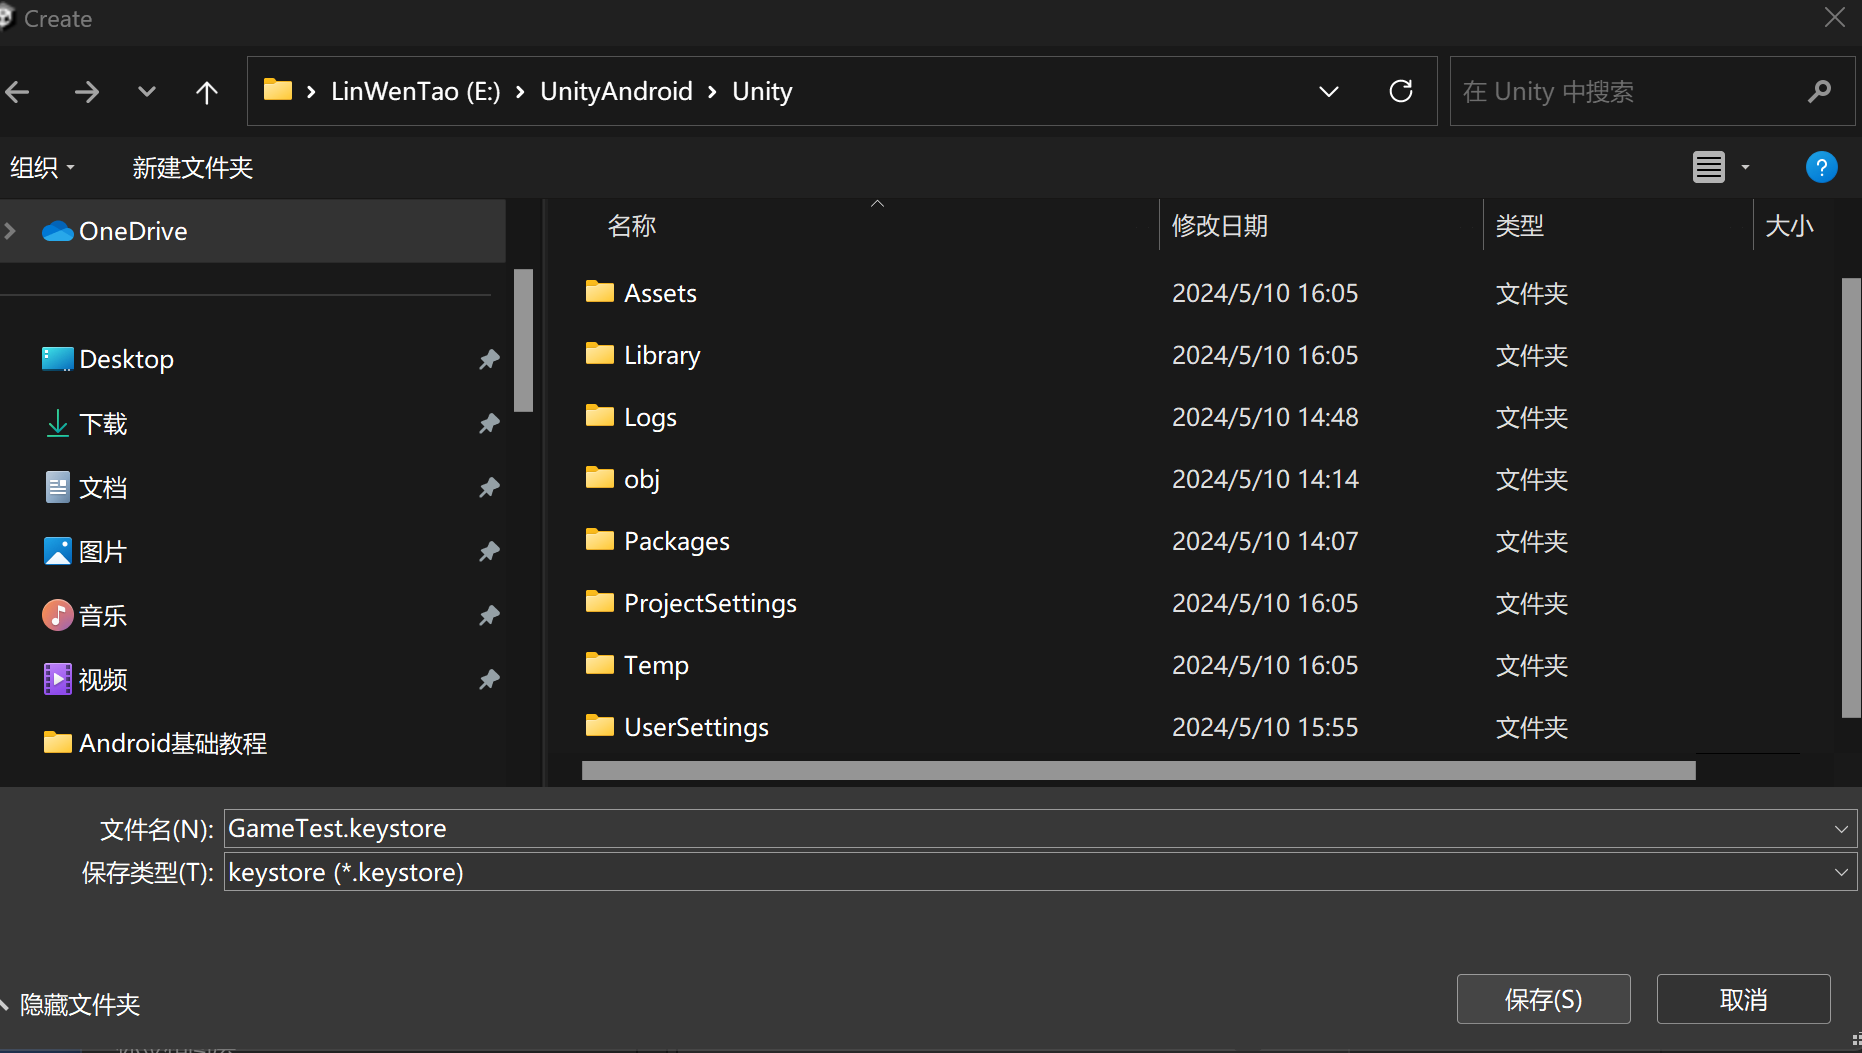 Create
LinWenTao (E:) UnityAndroid Unity
在 Unity 中搜索
组织 新建文件夹
OneDrive
Desktop
下载
文档
图片
音乐
视频
Android基础教程
名称 修改日期 类型 大小
Assets 2024/5/10 16:05 文件夹
Library 2024/5/10 16:05 文件夹
Logs 2024/5/10 14:48 文件夹
obj 2024/5/10 14:14 文件夹
Packages 2024/5/10 14:07 文件夹
ProjectSettings 2024/5/10 16:05 文件夹
Temp 2024/5/10 16:05 文件夹
UserSettings 2024/5/10 15:55 文件夹
文件名(N): GameTest.keystore
保存类型(T): keystore (*.keystore)
隐藏文件夹
保存(S) 取消